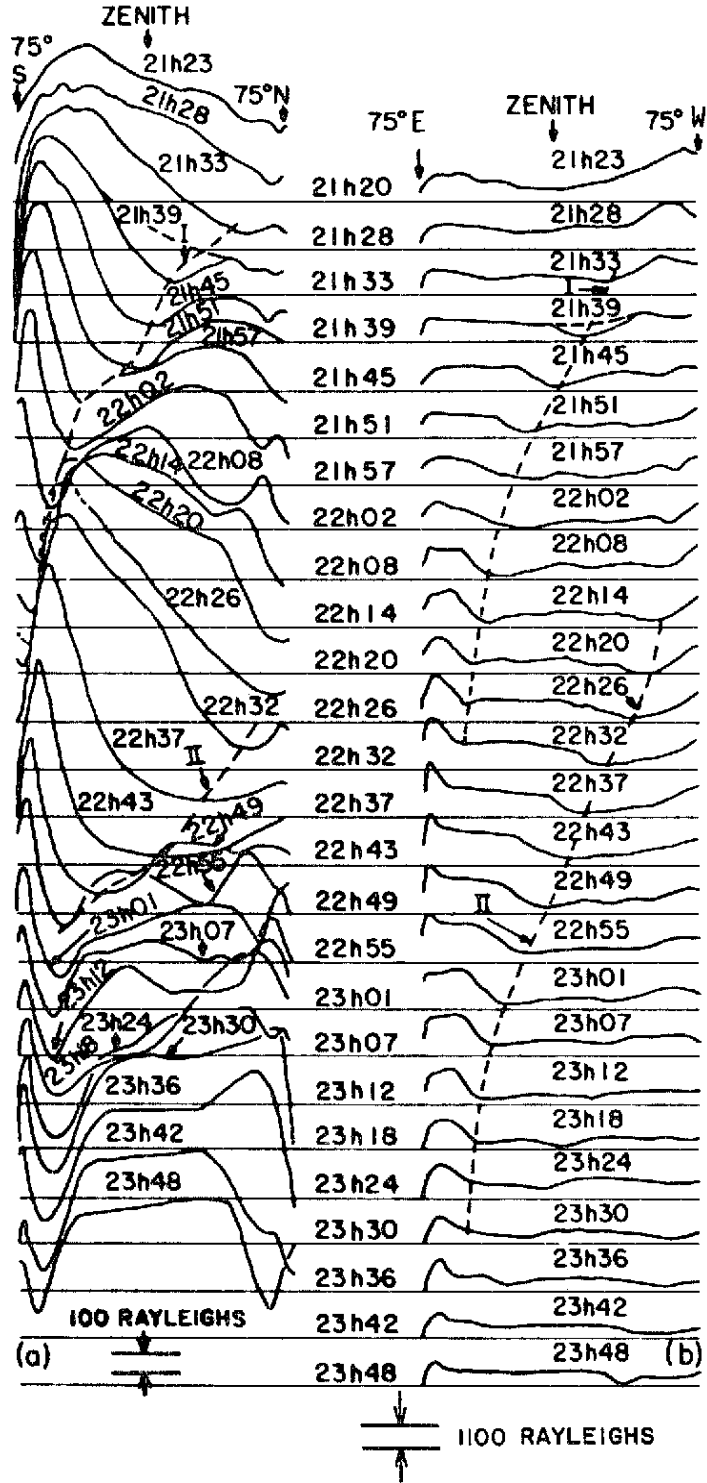 ZENITH
75°
S
21h23
75°N
21h28
21h33
21h39
I
21h45
21h51
21h57
22h02
22h14
22h08
22h20
22h26
22h32
22h37
II
22h43
22h49
22h55
23h01
23h07
23h12
23h24
23h30
23h18
23h36
23h42
23h48
100 RAYLEIGHS
(a)
21h20
21h28
21h33
21h39
21h45
21h51
21h57
22h02
22h08
22h14
22h20
22h26
22h32
22h37
22h43
22h49
22h55
23h01
23h07
23h12
23h18
23h24
23h30
23h36
23h42
23h48
75°E
ZENITH
75°W
21h23
21h28
21h33
I
21h39
21h45
21h51
21h57
22h02
22h08
22h14
22h20
22h26
22h32
22h37
22h43
22h49
II
22h55
23h01
23h07
23h12
23h18
23h24
23h30
23h36
23h42
23h48
(b)
1100 RAYLEIGHS